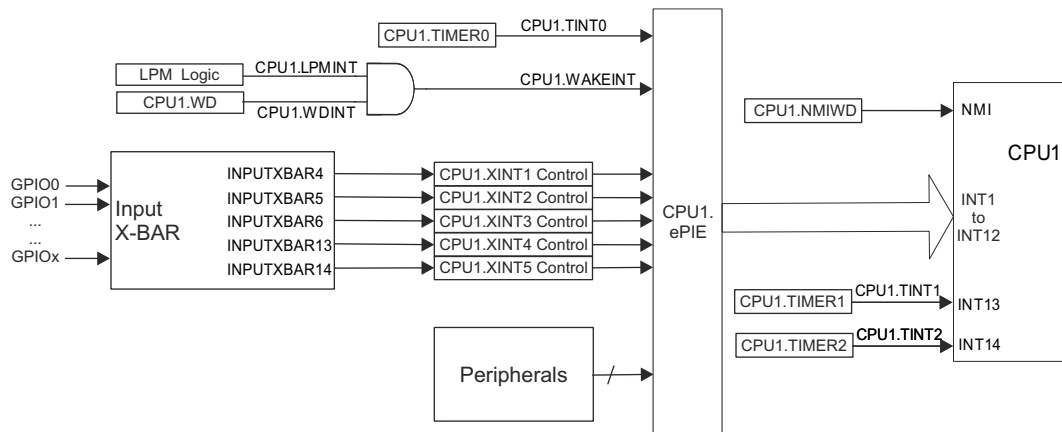 CPU1.TIMER0
CPU1.TINT0
LPM Logic
CPU1.LPMINT
CPU1.WAKEINT
CPU1.WD
CPU1.WDINT
CPU1.NMIWD
NMI
CPU1
GPIO0
GPIO1
...
...
GPIOx
Input
X-BAR
INPUTXBAR4
INPUTXBAR5
INPUTXBAR6
INPUTXBAR13
INPUTXBAR14
CPU1.XINT1 Control
CPU1.XINT2 Control
CPU1.XINT3 Control
CPU1.XINT4 Control
CPU1.XINT5 Control
CPU1.
ePIE
INT1
to
INT12
CPU1.TIMER1
CPU1.TINT1
INT13
CPU1.TIMER2
CPU1.TINT2
INT14
Peripherals